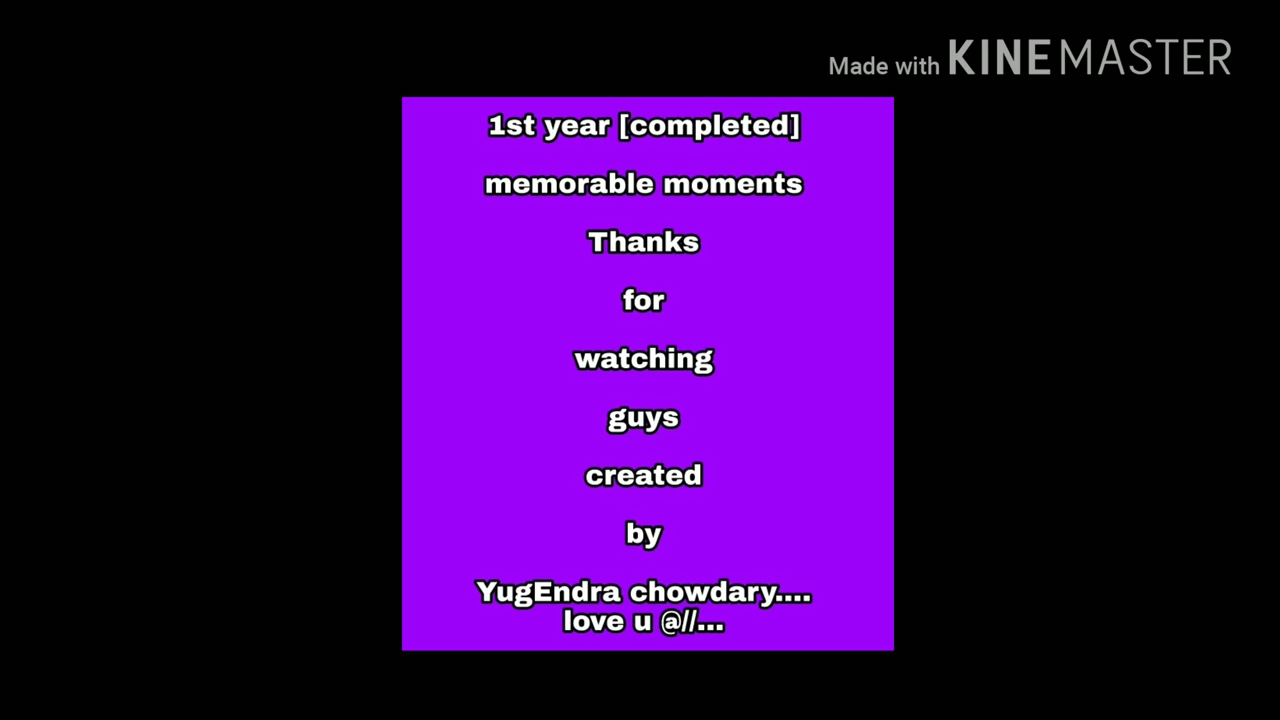 Made with KINEMASTER
1st year [completed]
memorable moments
Thanks
for
watching
guys
created
by
YugEndra chowdary....
love u @//...